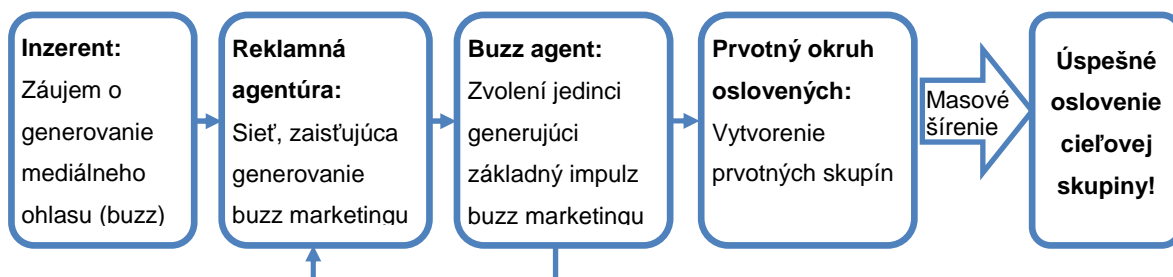 Inzerent:
Záujem o
generovanie
mediálneho
ohlasu (buzz)
Reklamná
agentúra:
Sieť, zaisťujúca
generovanie
buzz marketingu
Buzz agent:
Zvolení jedinci
generujúci
základný impulz
buzz marketingu
Prvotný okruh
oslovených:
Vytvorenie
prvotných skupín
Masové
šírenie
Úspešné
oslovenie
cieľovej
skupiny!